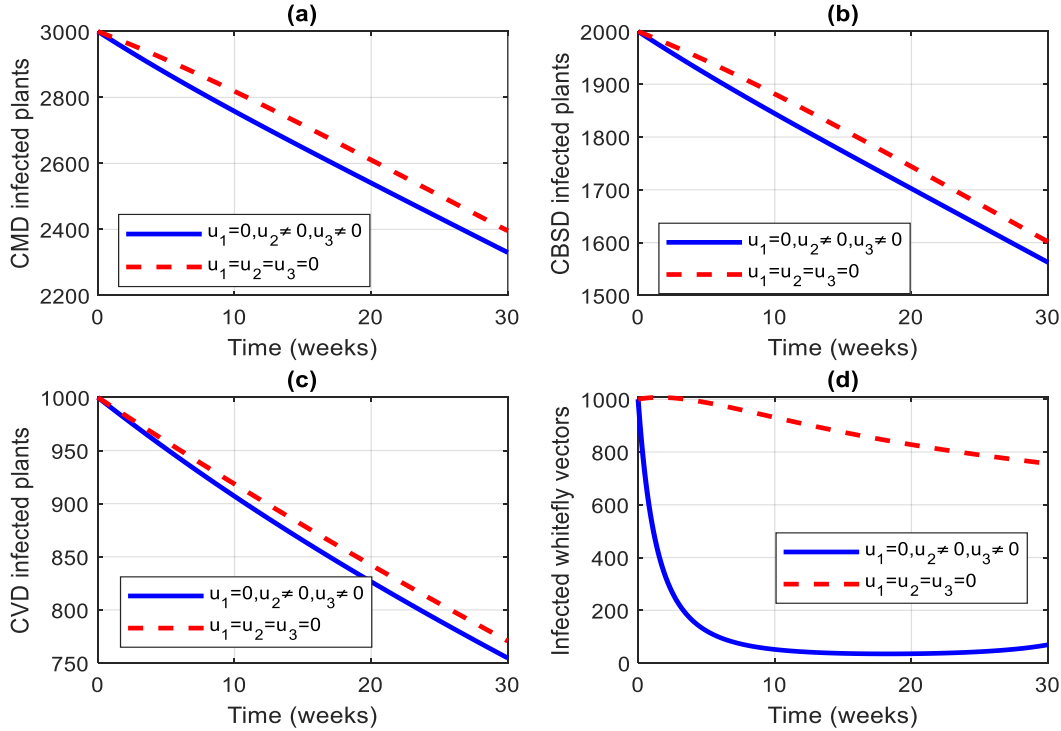 (a)
CMD infected plants
3000
2800
2600
2400
2200
u₁=0,u₂≠0,u₃≠0
u₁=u₂=u₃=0
0 10 20 30
Time (weeks)
(b)
CBSD infected plants
2000
1900
1800
1700
1600
1500
u₁=0,u₂≠0,u₃≠0
u₁=u₂=u₃=0
0 10 20 30
Time (weeks)
(c)
CVD infected plants
1000
950
900
850
800
750
u₁=0,u₂≠0,u₃≠0
u₁=u₂=u₃=0
0 10 20 30
Time (weeks)
(d)
Infected whitefly vectors
1000
800
600
400
200
0
u₁=0,u₂≠0,u₃≠0
u₁=u₂=u₃=0
0 10 20 30
Time (weeks)